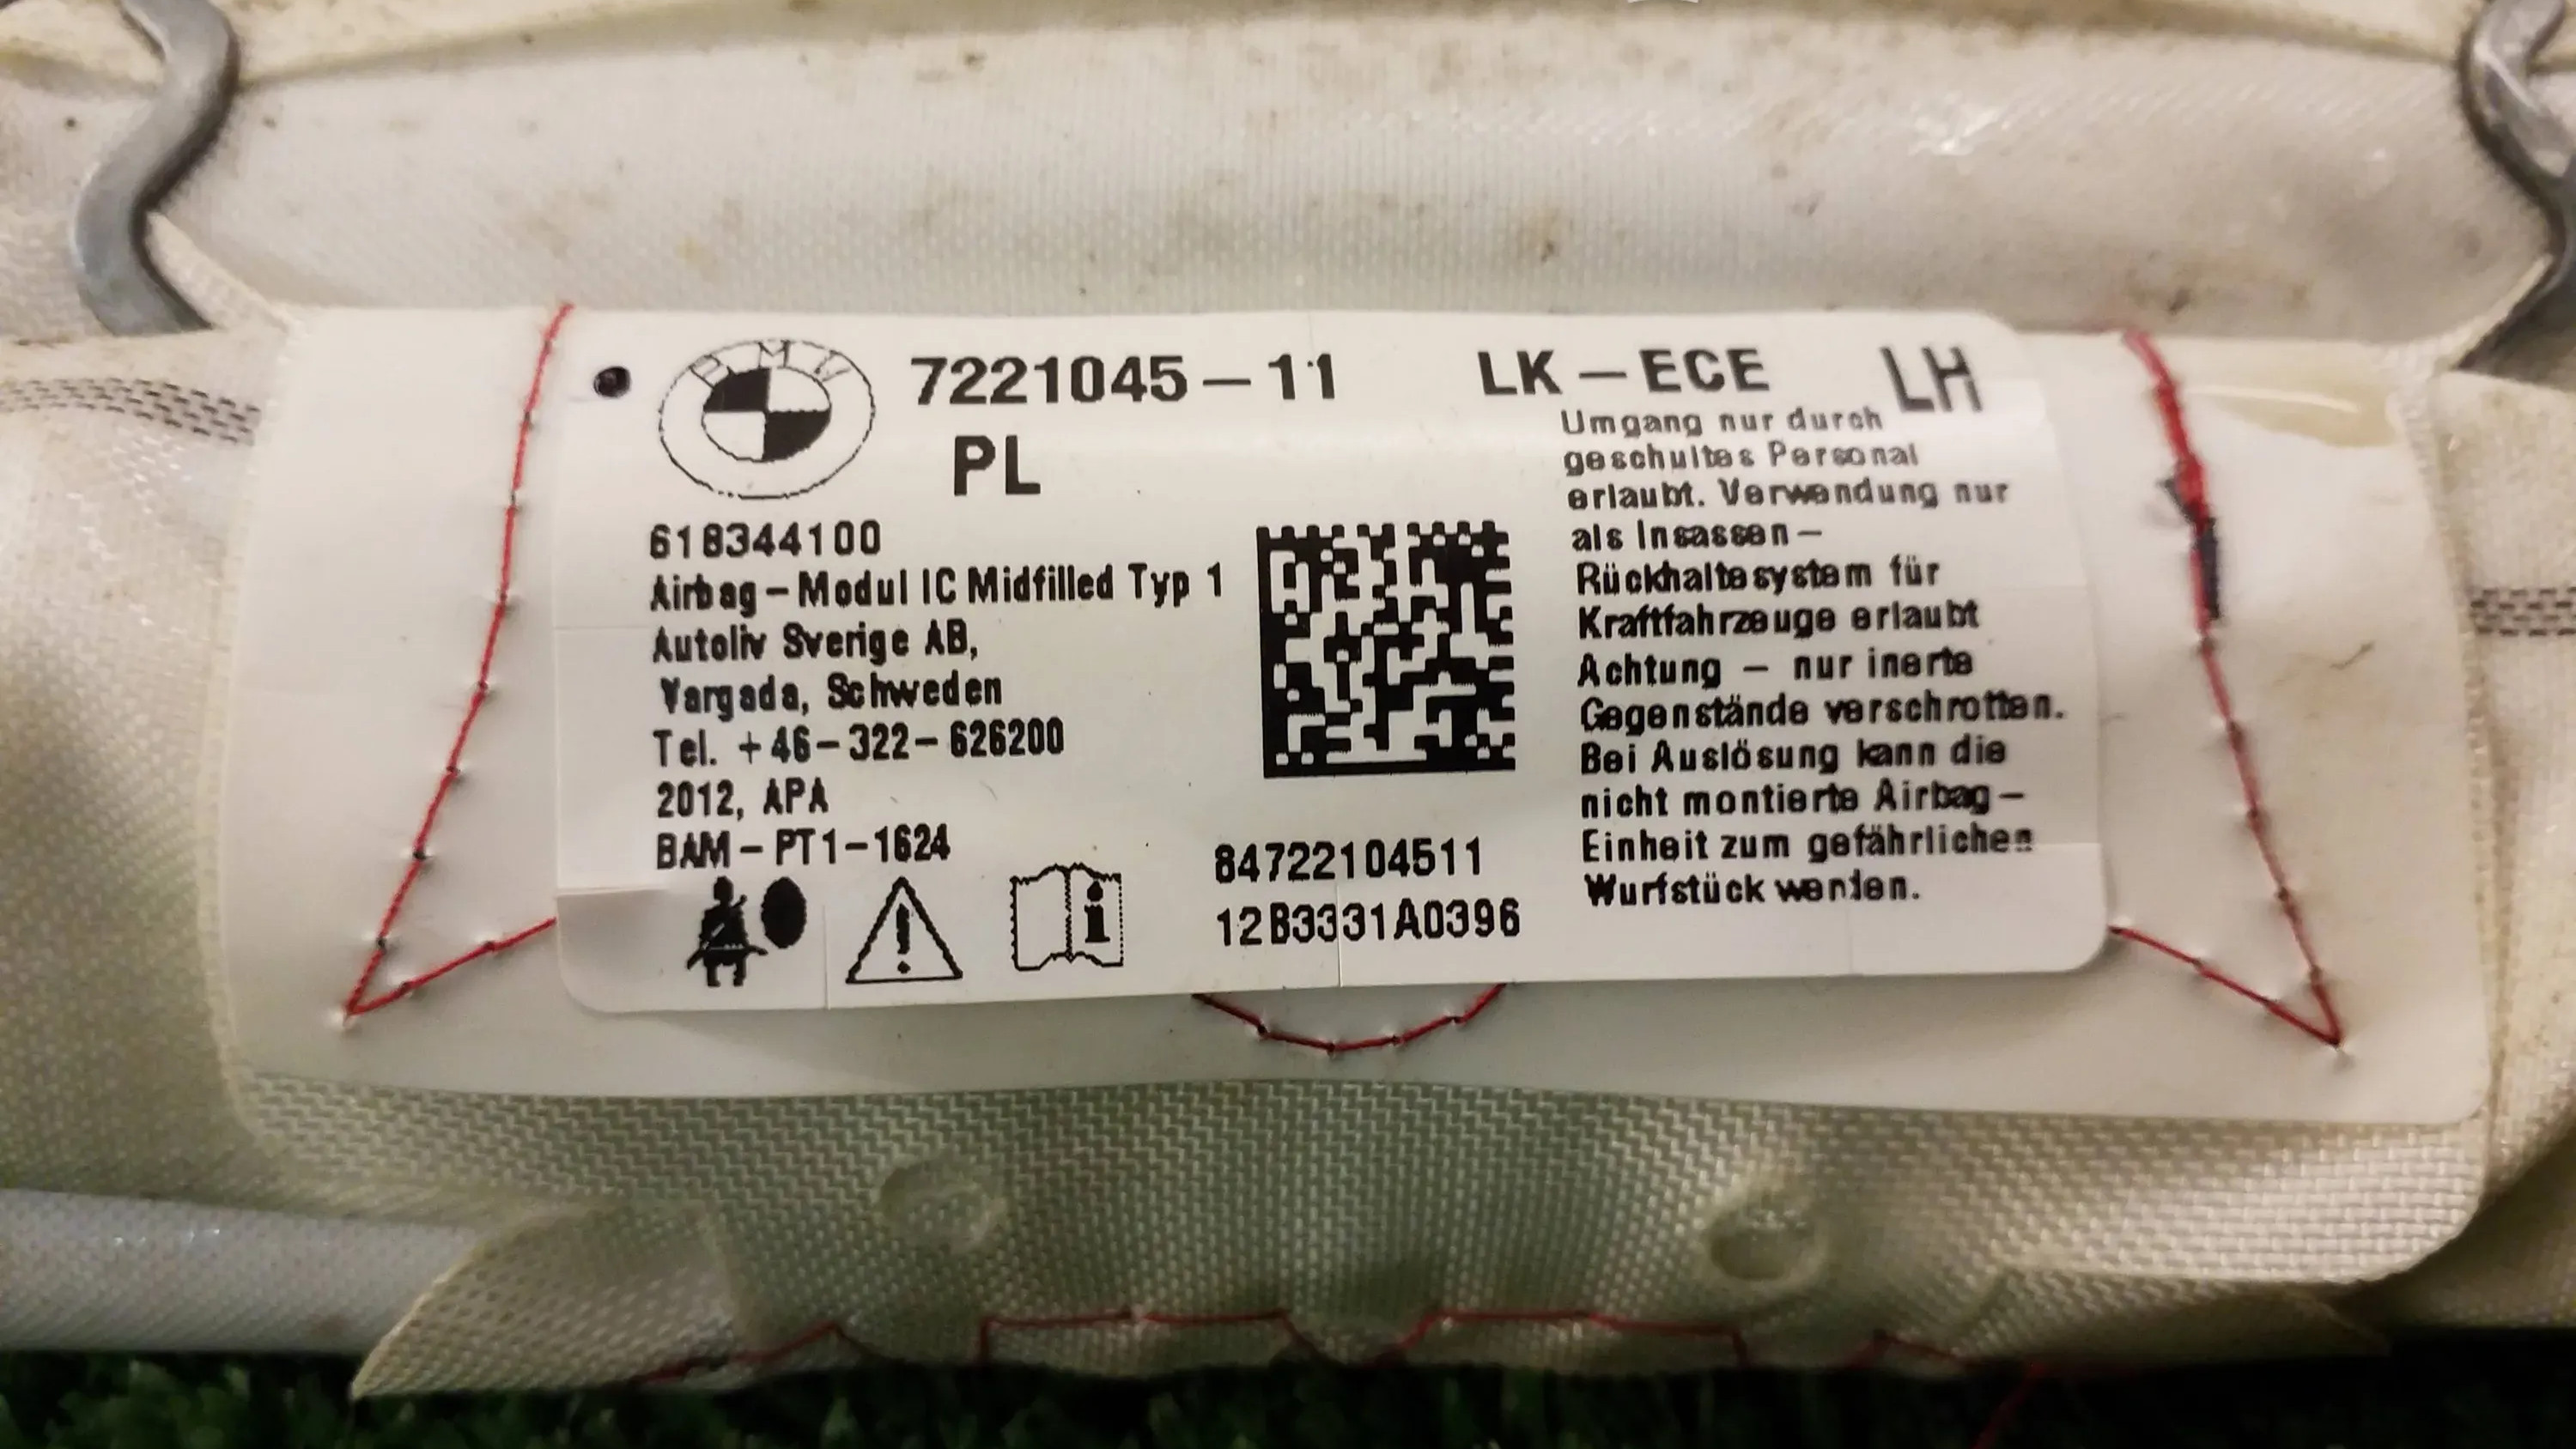 BMW
7221045-11 LK-ECE LH
PL
618344100
Airbag-Modul IC Midfilled Typ 1
Autoliv Sverige AB,
Vargada, Schweden
Tel. +46-322-626200
2012, APA
BAM-PT1-1624
84722104511
12B3331A0396
Umgang nur durch
geschultes Personal
erlaubt. Verwendung nur
als Insassen-
Rückhaltesystem für
Kraftfahrzeuge erlaubt
Achtung - nur inerte
Gegenstände verschrotten.
Bei Auslösung kann die
nicht montierte Airbag-
Einheit zum gefährlichen
Wurfstück werden.